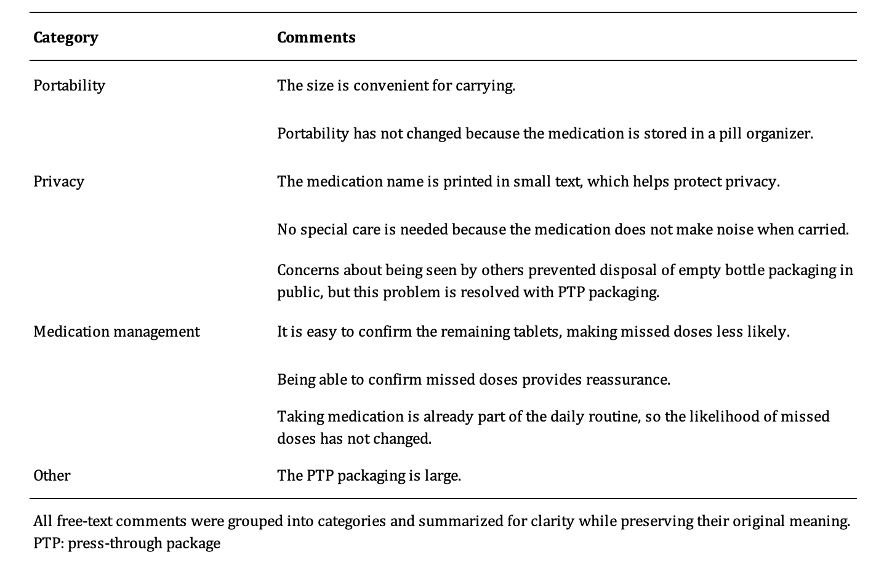 Category Comments
Portability The size is convenient for carrying.
Portability has not changed because the medication is stored in a pill organizer.
Privacy The medication name is printed in small text, which helps protect privacy.
No special care is needed because the medication does not make noise when carried.
Concerns about being seen by others prevented disposal of empty bottle packaging in
public, but this problem is resolved with PTP packaging.
Medication management It is easy to confirm the remaining tablets, making missed doses less likely.
Being able to confirm missed doses provides reassurance.
Taking medication is already part of the daily routine, so the likelihood of missed
doses has not changed.
Other The PTP packaging is large.
All free-text comments were grouped into categories and summarized for clarity while preserving their original meaning.
PTP: press-through package